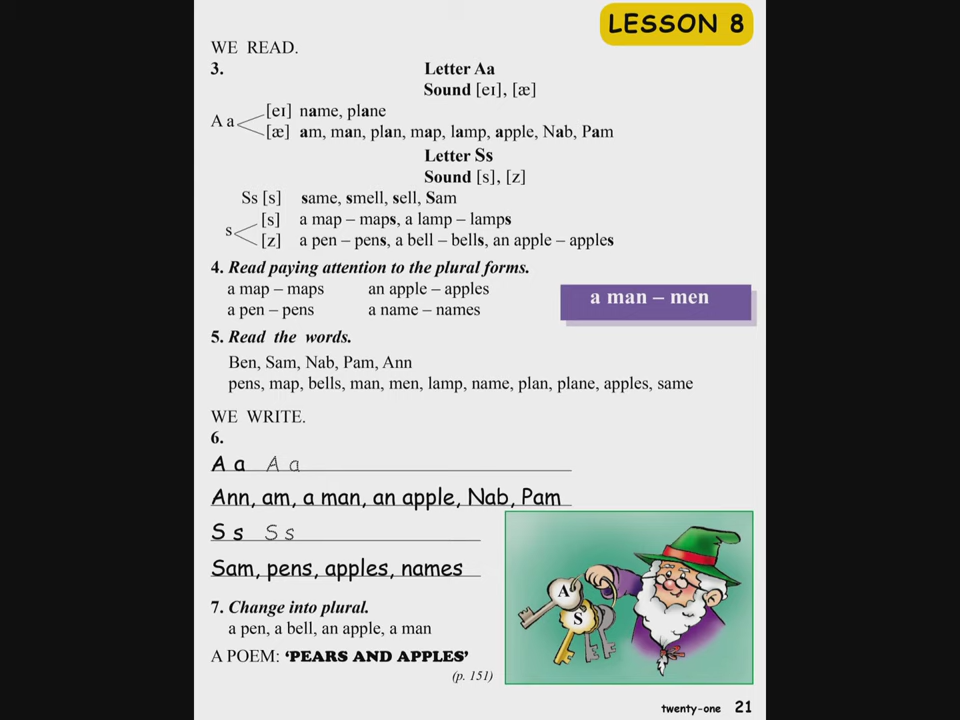 LESSON 8
WE READ.
3.
Letter Aa
Sound [eɪ], [æ]
A a
[eɪ] name, plane
[æ] am, man, plan, map, lamp, apple, Nab, Pam
Letter Ss
Sound [s], [z]
Ss [s] same, smell, sell, Sam
s
[s] a map – maps, a lamp – lamps
[z] a pen – pens, a bell – bells, an apple – apples
4. Read paying attention to the plural forms.
a map – maps an apple – apples
a pen – pens a name – names
a man – men
5. Read the words.
Ben, Sam, Nab, Pam, Ann
pens, map, bells, man, men, lamp, name, plan, plane, apples, same
WE WRITE.
6.
A a A a
Ann, am, a man, an apple, Nab, Pam
S s S s
Sam, pens, apples, names
A
S
7. Change into plural.
a pen, a bell, an apple, a man
A POEM: ‘PEARS AND APPLES’
(p. 151)
twenty-one 21